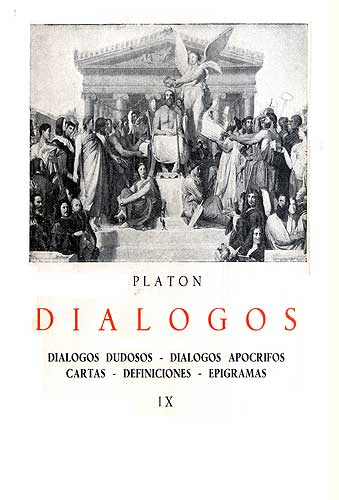 PLATON
DIALOGOS
DIALOGOS DUDOSOS - DIALOGOS APOCRIFOS
CARTAS - DEFINICIONES - EPIGRAMAS
IX